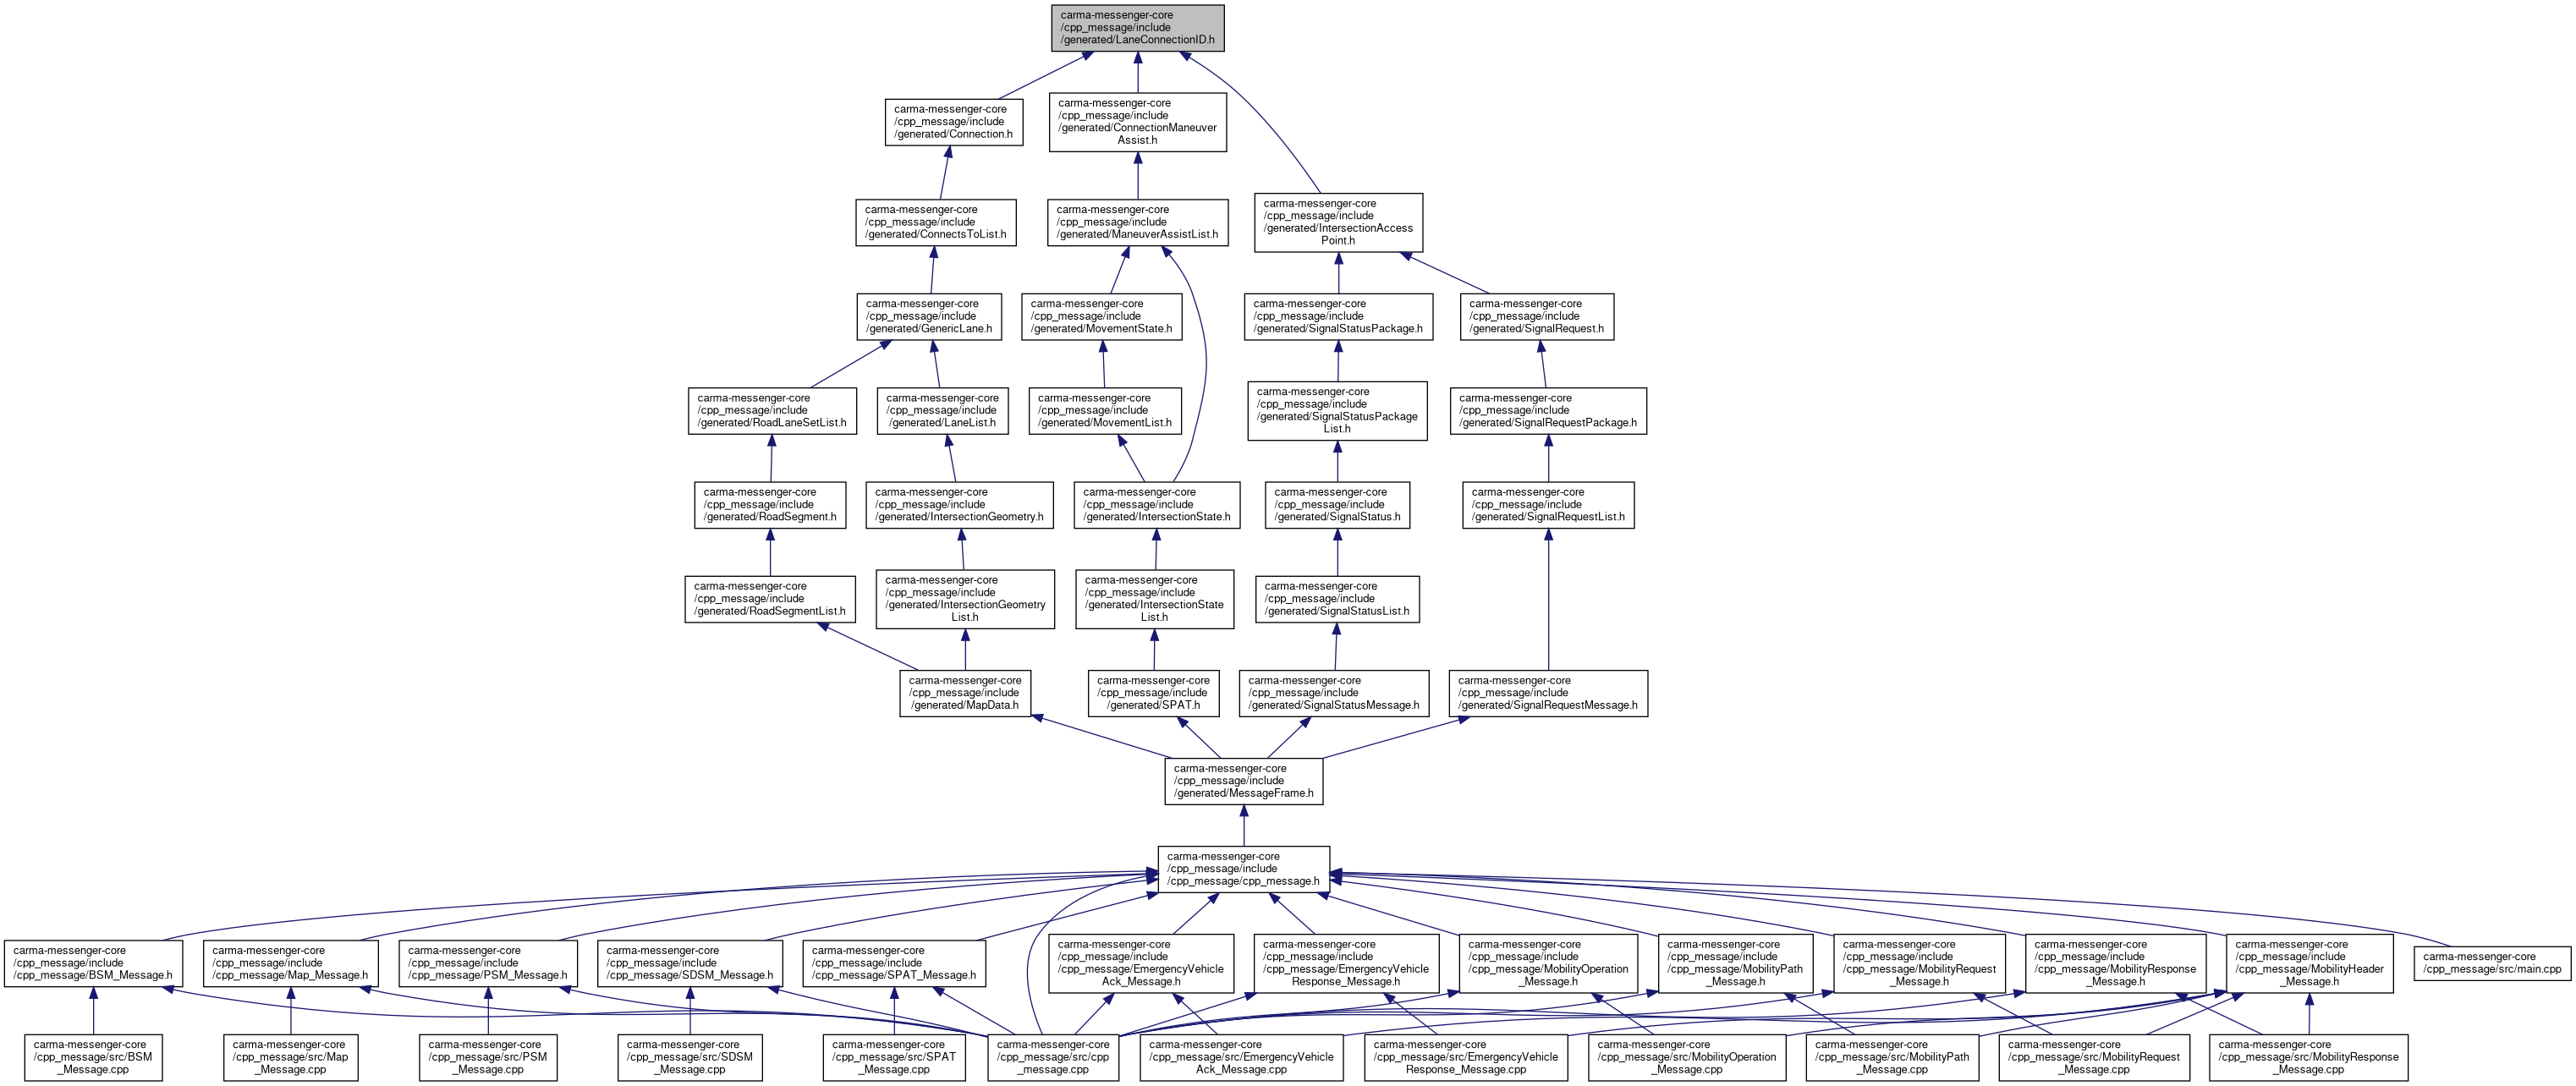 carma-messenger-core
/cpp_message/include
/generated/LaneConnectionID.h
carma-messenger-core
/cpp_message/include
/generated/Connection.h
carma-messenger-core
/cpp_message/include
/generated/ConnectionManeuver
Assist.h
carma-messenger-core
/cpp_message/include
/generated/ConnectsToList.h
carma-messenger-core
/cpp_message/include
/generated/ManeuverAssistList.h
carma-messenger-core
/cpp_message/include
/generated/IntersectionAccess
Point.h
carma-messenger-core
/cpp_message/include
/generated/GenericLane.h
carma-messenger-core
/cpp_message/include
/generated/MovementState.h
carma-messenger-core
/cpp_message/include
/generated/SignalStatusPackage.h
carma-messenger-core
/cpp_message/include
/generated/SignalRequest.h
carma-messenger-core
/cpp_message/include
/generated/RoadLaneSetList.h
carma-messenger-core
/cpp_message/include
/generated/LaneList.h
carma-messenger-core
/cpp_message/include
/generated/MovementList.h
carma-messenger-core
/cpp_message/include
/generated/SignalStatusPackage
List.h
carma-messenger-core
/cpp_message/include
/generated/SignalRequestPackage.h
carma-messenger-core
/cpp_message/include
/generated/RoadSegment.h
carma-messenger-core
/cpp_message/include
/generated/IntersectionGeometry.h
carma-messenger-core
/cpp_message/include
/generated/IntersectionState.h
carma-messenger-core
/cpp_message/include
/generated/SignalStatus.h
carma-messenger-core
/cpp_message/include
/generated/SignalRequestList.h
carma-messenger-core
/cpp_message/include
/generated/RoadSegmentList.h
carma-messenger-core
/cpp_message/include
/generated/IntersectionGeometry
List.h
carma-messenger-core
/cpp_message/include
/generated/IntersectionState
List.h
carma-messenger-core
/cpp_message/include
/generated/SignalStatusList.h
carma-messenger-core
/cpp_message/include
/generated/MapData.h
carma-messenger-core
/cpp_message/include
/generated/SPAT.h
carma-messenger-core
/cpp_message/include
/generated/SignalStatusMessage.h
carma-messenger-core
/cpp_message/include
/generated/SignalRequestMessage.h
carma-messenger-core
/cpp_message/include
/generated/MessageFrame.h
carma-messenger-core
/cpp_message/include
/cpp_message/cpp_message.h
carma-messenger-core
/cpp_message/include
/cpp_message/BSM_Message.h
carma-messenger-core
/cpp_message/include
/cpp_message/Map_Message.h
carma-messenger-core
/cpp_message/include
/cpp_message/PSM_Message.h
carma-messenger-core
/cpp_message/include
/cpp_message/SDSM_Message.h
carma-messenger-core
/cpp_message/include
/cpp_message/SPAT_Message.h
carma-messenger-core
/cpp_message/include
/cpp_message/EmergencyVehicle
Ack_Message.h
carma-messenger-core
/cpp_message/include
/cpp_message/EmergencyVehicle
Response_Message.h
carma-messenger-core
/cpp_message/include
/cpp_message/MobilityOperation
_Message.h
carma-messenger-core
/cpp_message/include
/cpp_message/MobilityPath
_Message.h
carma-messenger-core
/cpp_message/include
/cpp_message/MobilityRequest
_Message.h
carma-messenger-core
/cpp_message/include
/cpp_message/MobilityResponse
_Message.h
carma-messenger-core
/cpp_message/include
/cpp_message/MobilityHeader
_Message.h
carma-messenger-core
/cpp_message/src/main.cpp
carma-messenger-core
/cpp_message/src/BSM
_Message.cpp
carma-messenger-core
/cpp_message/src/Map
_Message.cpp
carma-messenger-core
/cpp_message/src/PSM
_Message.cpp
carma-messenger-core
/cpp_message/src/SDSM
_Message.cpp
carma-messenger-core
/cpp_message/src/SPAT
_Message.cpp
carma-messenger-core
/cpp_message/src/cpp
_message.cpp
carma-messenger-core
/cpp_message/src/EmergencyVehicle
Ack_Message.cpp
carma-messenger-core
/cpp_message/src/EmergencyVehicle
Response_Message.cpp
carma-messenger-core
/cpp_message/src/MobilityOperation
_Message.cpp
carma-messenger-core
/cpp_message/src/MobilityPath
_Message.cpp
carma-messenger-core
/cpp_message/src/MobilityRequest
_Message.cpp
carma-messenger-core
/cpp_message/src/MobilityResponse
_Message.cpp